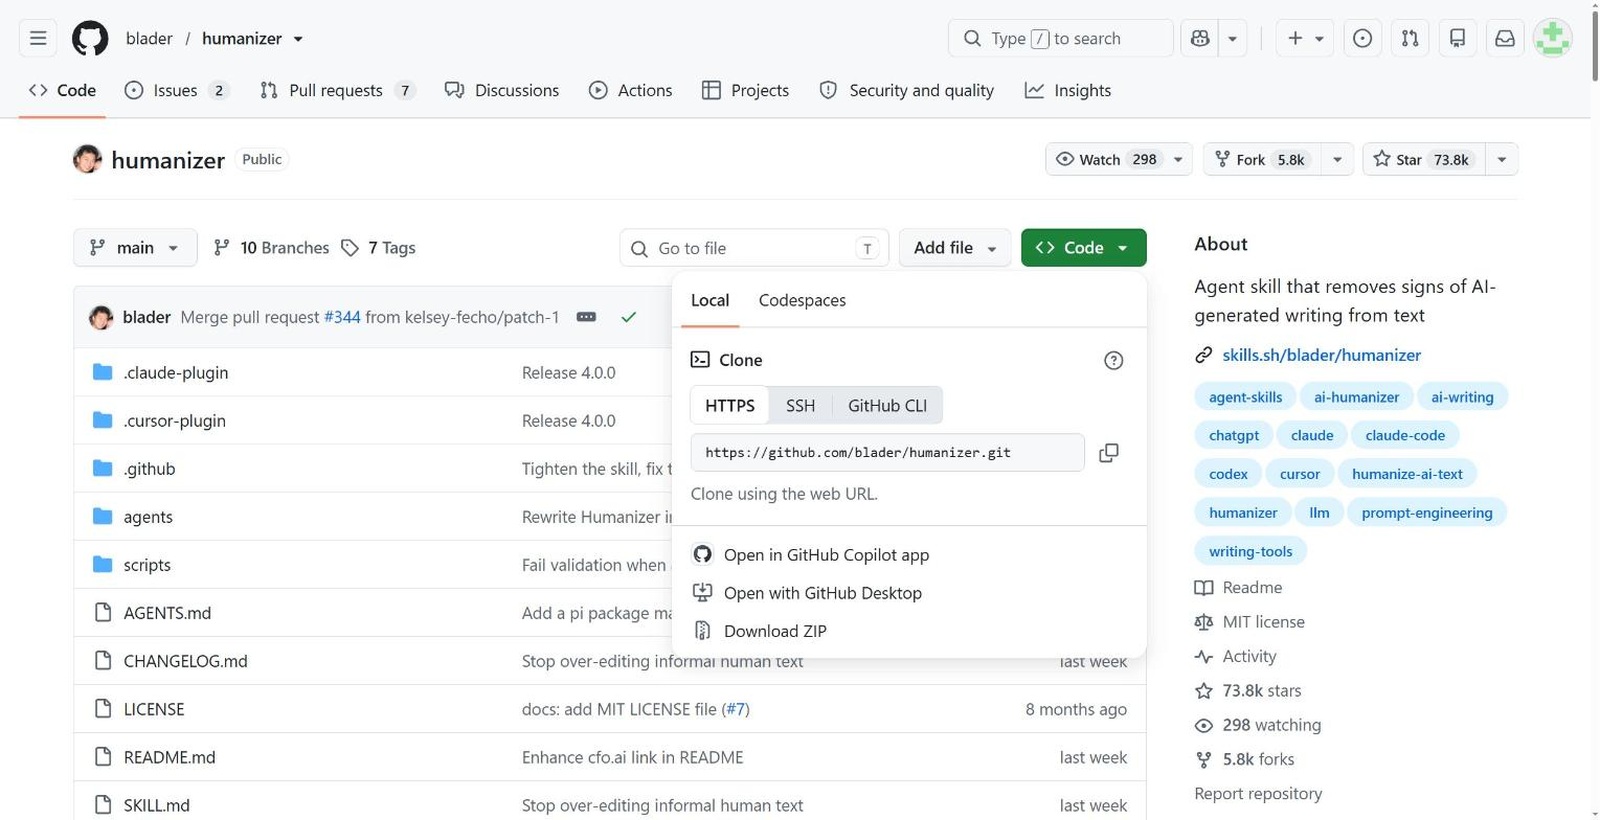 blader / humanizer
Type / to search
Code
Issues 2
Pull requests 7
Discussions
Actions
Projects
Security and quality
Insights
humanizer Public
Watch 298
Fork 5.8k
Star 73.8k
main
10 Branches
7 Tags
Go to file T
Add file
Code
blader Merge pull request #344 from kelsey-fecho/patch-1
.claude-plugin Release 4.0.0
.cursor-plugin Release 4.0.0
.github Tighten the skill, fix
agents Rewrite Humanizer
scripts Fail validation when
AGENTS.md Add a pi package
CHANGELOG.md Stop over-editing informal human text last week
LICENSE docs: add MIT LICENSE file (#7) 8 months ago
README.md Enhance cfo.ai link in README last week
SKILL.md Stop over-editing informal human text last week
Local Codespaces
Clone
HTTPS SSH GitHub CLI
https://github.com/blader/humanizer.git
Clone using the web URL.
Open in GitHub Copilot app
Open with GitHub Desktop
Download ZIP
About
Agent skill that removes signs of AI-
generated writing from text
skills.sh/blader/humanizer
agent-skills ai-humanizer ai-writing
chatgpt claude claude-code
codex cursor humanize-ai-text
humanizer llm prompt-engineering
writing-tools
Readme
MIT license
Activity
73.8k stars
298 watching
5.8k forks
Report repository